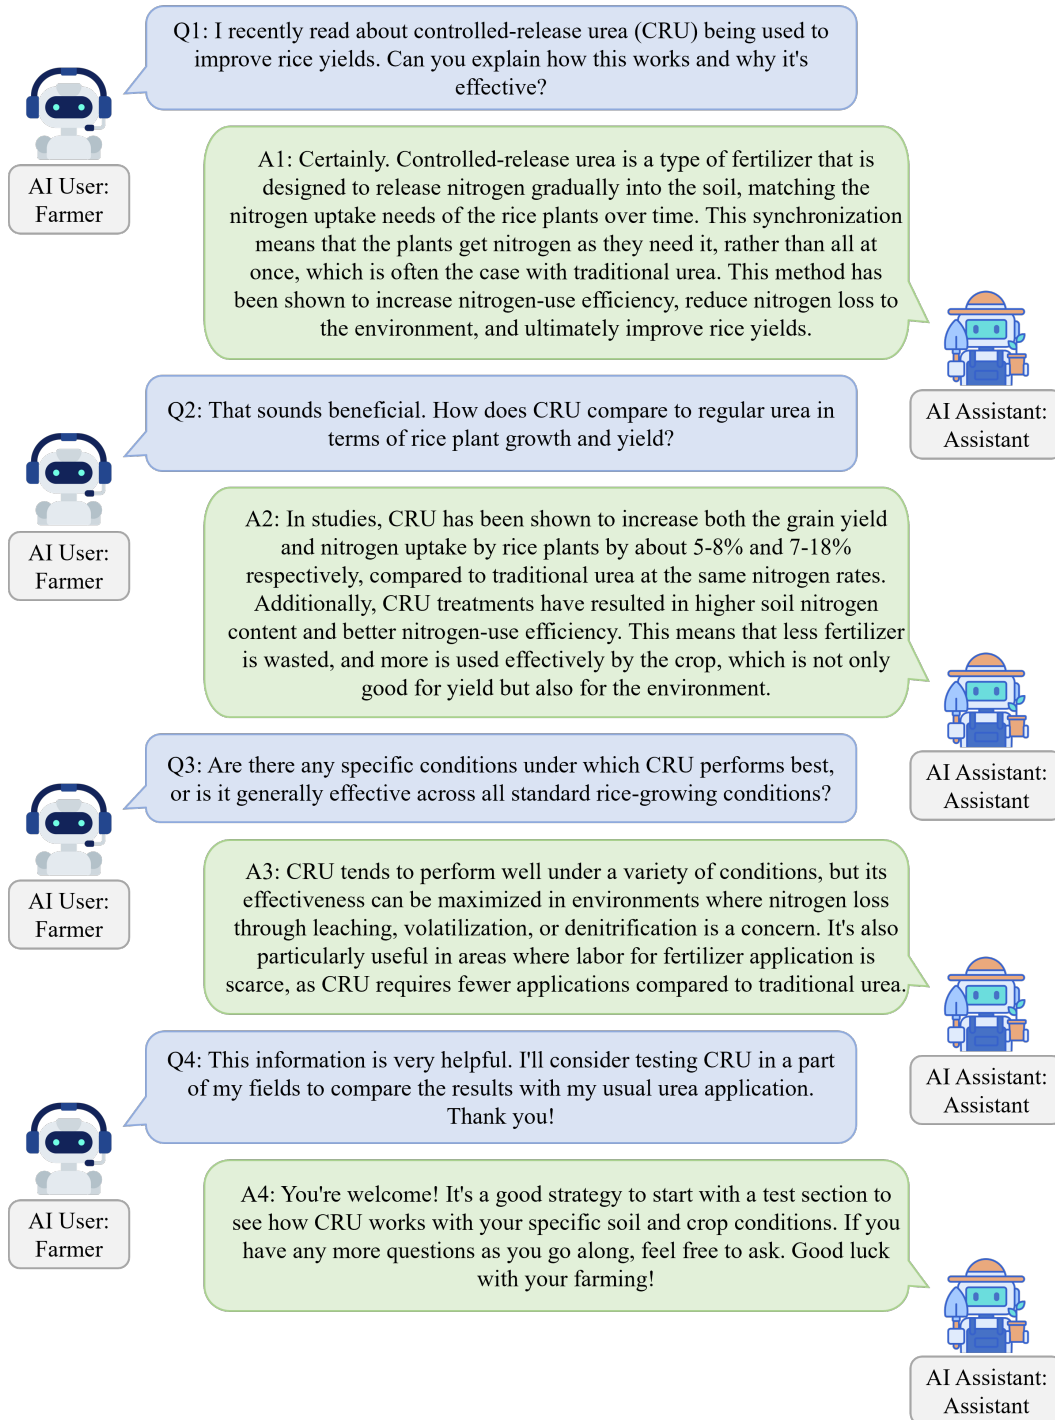 Q1: I recently read about controlled-release urea (CRU) being used to
improve rice yields. Can you explain how this works and why it's
effective?
AI User:
Farmer
A1: Certainly. Controlled-release urea is a type of fertilizer that is
designed to release nitrogen gradually into the soil, matching the
nitrogen uptake needs of the rice plants over time. This synchronization
means that the plants get nitrogen as they need it, rather than all at
once, which is often the case with traditional urea. This method has
been shown to increase nitrogen-use efficiency, reduce nitrogen loss to
the environment, and ultimately improve rice yields.
AI Assistant:
Assistant
Q2: That sounds beneficial. How does CRU compare to regular urea in
terms of rice plant growth and yield?
AI User:
Farmer
A2: In studies, CRU has been shown to increase both the grain yield
and nitrogen uptake by rice plants by about 5-8% and 7-18%
respectively, compared to traditional urea at the same nitrogen rates.
Additionally, CRU treatments have resulted in higher soil nitrogen
content and better nitrogen-use efficiency. This means that less fertilizer
is wasted, and more is used effectively by the crop, which is not only
good for yield but also for the environment.
AI Assistant:
Assistant
Q3: Are there any specific conditions under which CRU performs best,
or is it generally effective across all standard rice-growing conditions?
AI User:
Farmer
A3: CRU tends to perform well under a variety of conditions, but its
effectiveness can be maximized in environments where nitrogen loss
through leaching, volatilization, or denitrification is a concern. It's also
particularly useful in areas where labor for fertilizer application is
scarce, as CRU requires fewer applications compared to traditional urea.
AI Assistant:
Assistant
Q4: This information is very helpful. I'll consider testing CRU in a part
of my fields to compare the results with my usual urea application.
Thank you!
AI User:
Farmer
A4: You're welcome! It's a good strategy to start with a test section to
see how CRU works with your specific soil and crop conditions. If you
have any more questions as you go along, feel free to ask. Good luck
with your farming!
AI Assistant:
Assistant